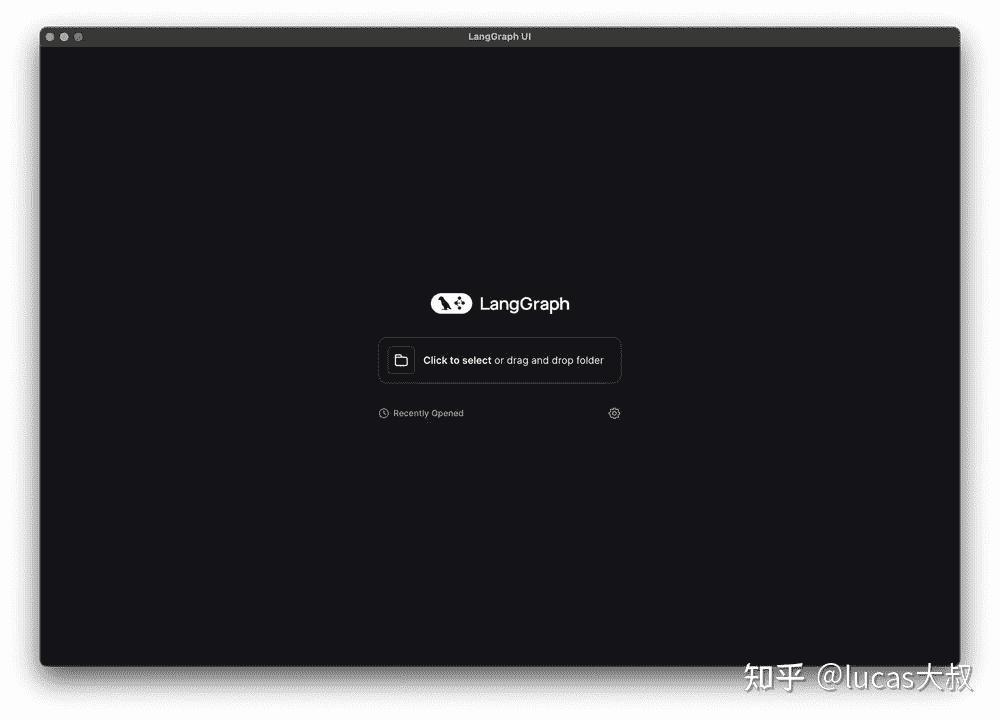 LangGraph UI
LangGraph
Click to select or drag and drop folder
Recently Opened
知乎 @lucas大叔